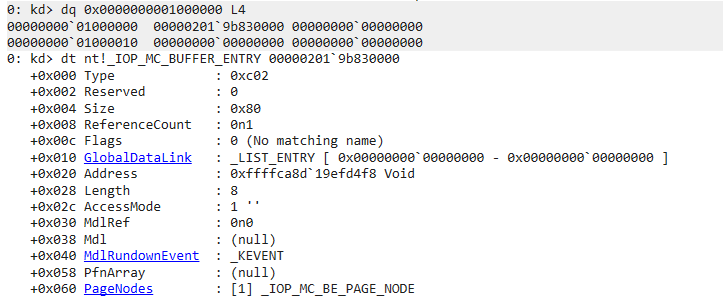 0: kd> dq 0x0000000001000000 L4
00000000`01000000  00000201`9b830000 00000000`00000000
00000000`01000010  00000000`00000000 00000000`00000000
0: kd> dt nt!_IOP_MC_BUFFER_ENTRY 00000201`9b830000
   +0x000 Type             : 0xc02
   +0x002 Reserved         : 0
   +0x004 Size             : 0x80
   +0x008 ReferenceCount   : 0n1
   +0x00c Flags            : 0 (No matching name)
   +0x010 GlobalDataLink   : _LIST_ENTRY [ 0x00000000`00000000 - 0x00000000`00000000 ]
   +0x020 Address          : 0xffffca8d`19efd4f8 Void
   +0x028 Length           : 8
   +0x02c AccessMode       : 1 ''
   +0x030 MdlRef           : 0n0
   +0x038 Mdl              : (null)
   +0x040 MdlRundownEvent  : _KEVENT
   +0x058 PfnArray         : (null)
   +0x060 PageNodes        : [1] _IOP_MC_BE_PAGE_NODE